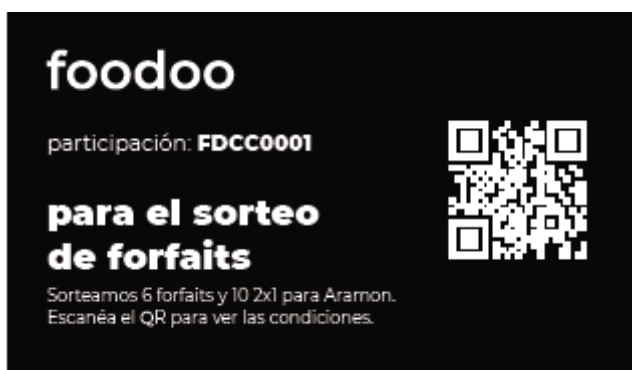 foodoo
participación: FDCC0001
para el sorteo
de forfaits
Sorteamos 6 forfaits y 10 2x1 para Aramon.
Escanéa el QR para ver las condiciones.